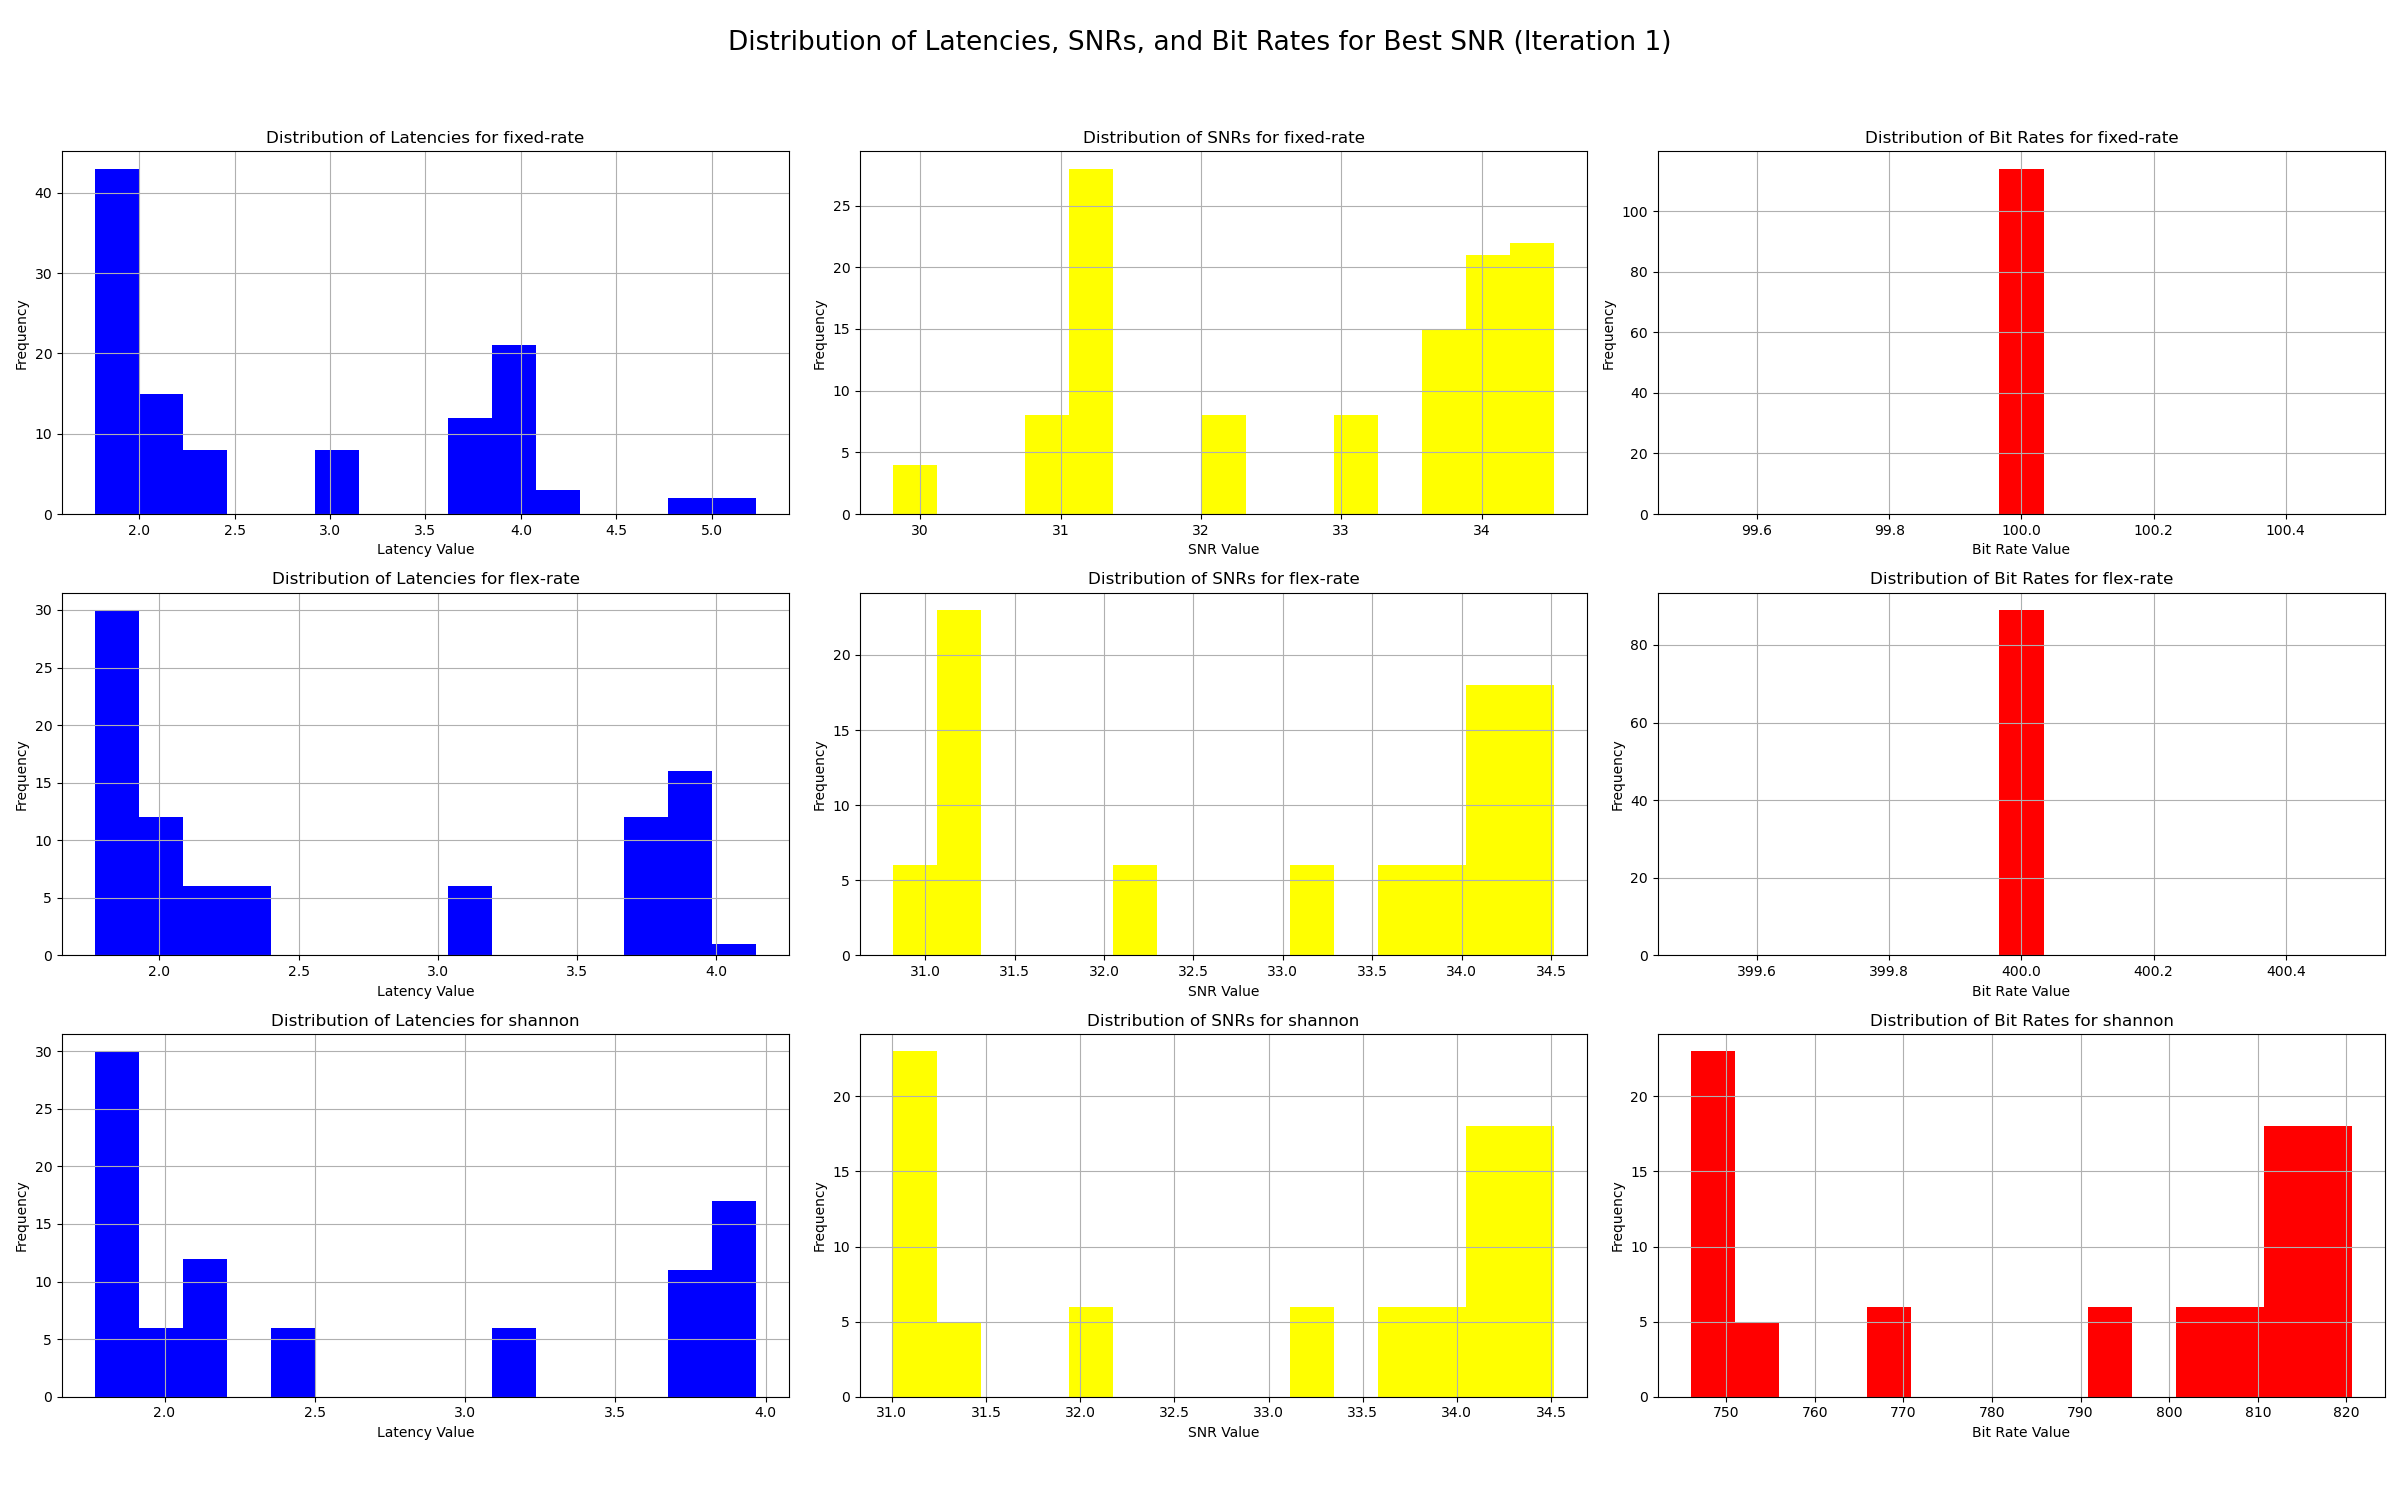 Distribution of Latencies, SNRs, and Bit Rates for Best SNR (Iteration 1)
Distribution of Latencies for fixed-rate
Frequency
40
30
20
10
0
2.0 2.5 3.0 3.5 4.0 4.5 5.0
Latency Value
Distribution of SNRs for fixed-rate
Frequency
25
20
15
10
5
0
30 31 32 33 34
SNR Value
Distribution of Bit Rates for fixed-rate
Frequency
100
80
60
40
20
0
99.6 99.8 100.0 100.2 100.4
Bit Rate Value
Distribution of Latencies for flex-rate
Frequency
30
25
20
15
10
5
0
2.0 2.5 3.0 3.5 4.0
Latency Value
Distribution of SNRs for flex-rate
Frequency
20
15
10
5
0
31.0 31.5 32.0 32.5 33.0 33.5 34.0 34.5
SNR Value
Distribution of Bit Rates for flex-rate
Frequency
80
60
40
20
0
399.6 399.8 400.0 400.2 400.4
Bit Rate Value
Distribution of Latencies for shannon
Frequency
30
25
20
15
10
5
0
2.0 2.5 3.0 3.5 4.0
Latency Value
Distribution of SNRs for shannon
Frequency
20
15
10
5
0
31.0 31.5 32.0 32.5 33.0 33.5 34.0 34.5
SNR Value
Distribution of Bit Rates for shannon
Frequency
20
15
10
5
0
750 760 770 780 790 800 810 820
Bit Rate Value